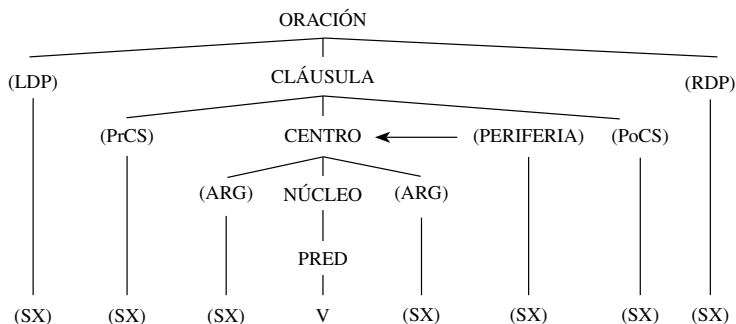 ORACIÓN
(LDP) CLÁUSULA (RDP)
(PrCS) CENTRO (PERIFERIA) (PoCS)
(ARG) NÚCLEO (ARG)
PRED
(SX) (SX) (SX) V (SX) (SX) (SX) (SX)